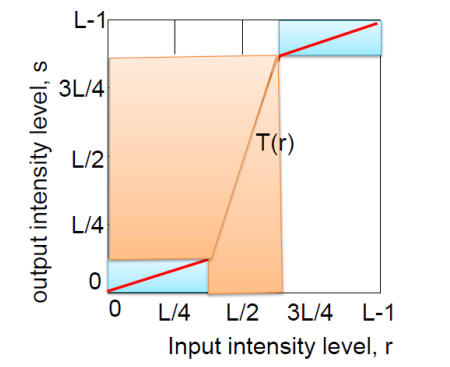 L-1
3L/4
L/2
L/4
0
output intensity level, s
T(r)
0 L/4 L/2 3L/4 L-1
Input intensity level, r